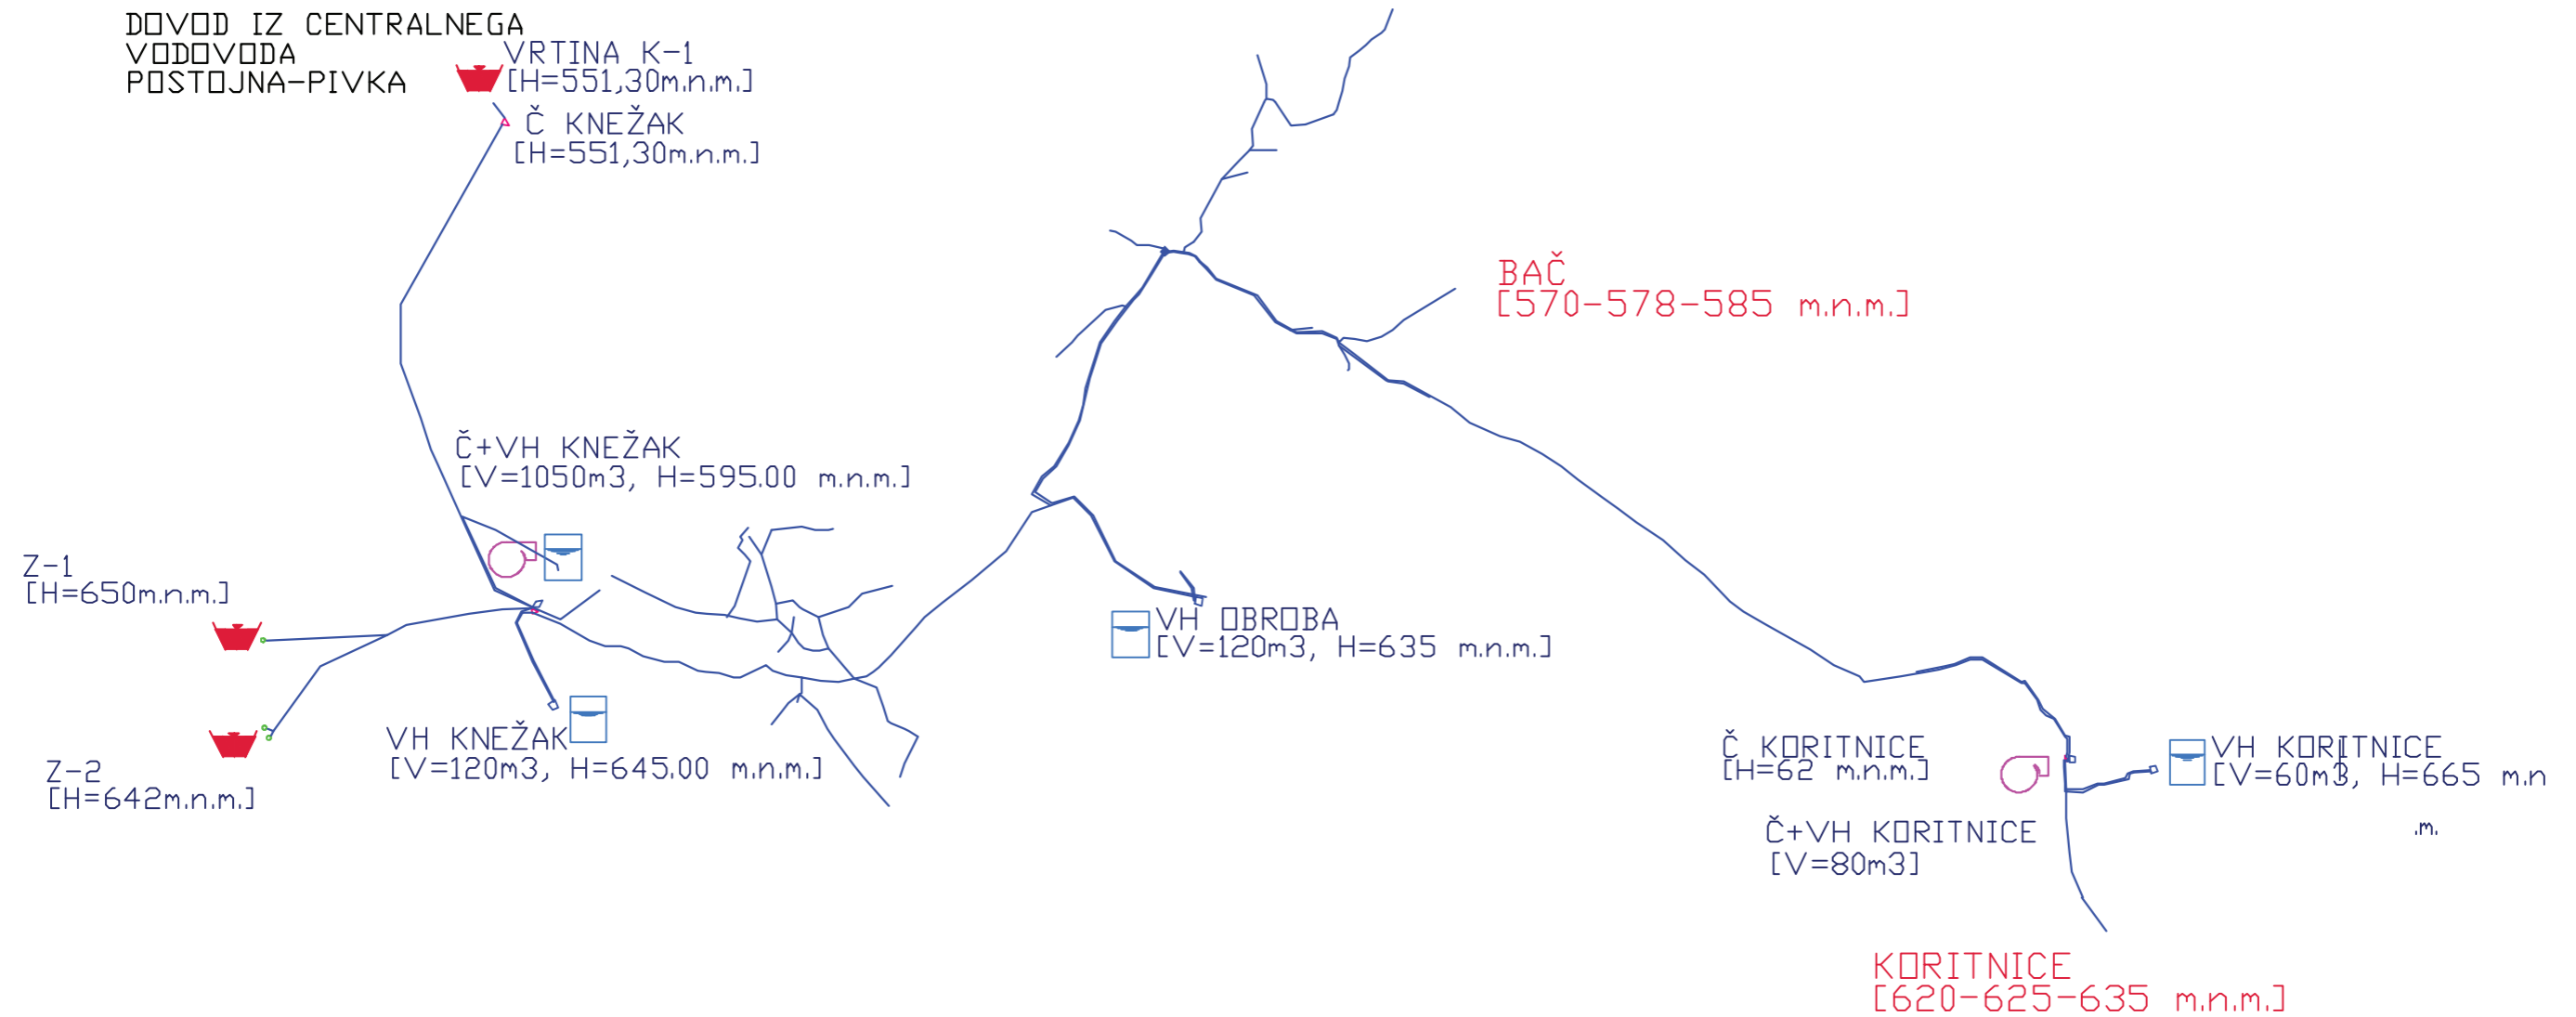 DOVOD IZ CENTRALNEGA
VODOVODA
POSTOJNA-PIVKA
VRTINA K-1
[H=551,30m.n.m.]
Č KNEŽAK
[H=551,30m.n.m.]
BAČ
[570-578-585 m.n.m.]
Č+VH KNEŽAK
[V=1050m3, H=595.00 m.n.m.]
Z-1
[H=650m.n.m.]
VH OBROBA
[V=120m3, H=635 m.n.m.]
VH KNEŽAK
[V=120m3, H=645.00 m.n.m.]
Z-2
[H=642m.n.m.]
Č KORITNICE
[H=62 m.n.m.]
VH KORITNICE
[V=60m3, H=665 m.n
.m.
Č+VH KORITNICE
[V=80m3]
KORITNICE
[620-625-635 m.n.m.]